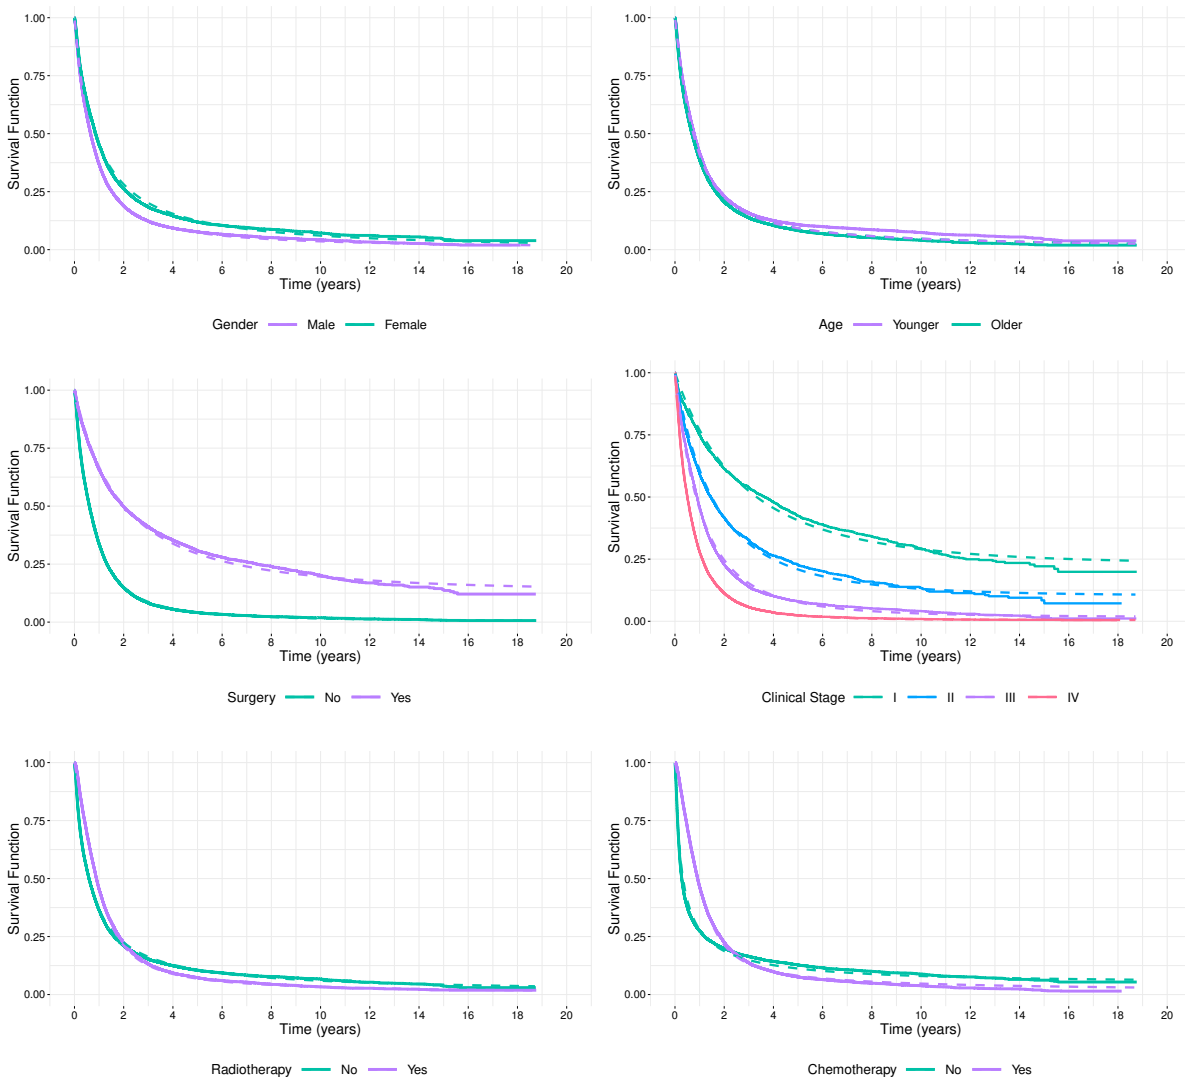 Survival Function
1.00
0.75
0.50
0.25
0.00
0 2 4 6 8 10 12 14 16 18 20
Time (years)
Gender Male Female
Survival Function
1.00
0.75
0.50
0.25
0.00
0 2 4 6 8 10 12 14 16 18 20
Time (years)
Age Younger Older
Survival Function
1.00
0.75
0.50
0.25
0.00
0 2 4 6 8 10 12 14 16 18 20
Time (years)
Surgery No Yes
Survival Function
1.00
0.75
0.50
0.25
0.00
0 2 4 6 8 10 12 14 16 18 20
Time (years)
Clinical Stage I II III IV
Survival Function
1.00
0.75
0.50
0.25
0.00
0 2 4 6 8 10 12 14 16 18 20
Time (years)
Radiotherapy No Yes
Survival Function
1.00
0.75
0.50
0.25
0.00
0 2 4 6 8 10 12 14 16 18 20
Time (years)
Chemotherapy No Yes